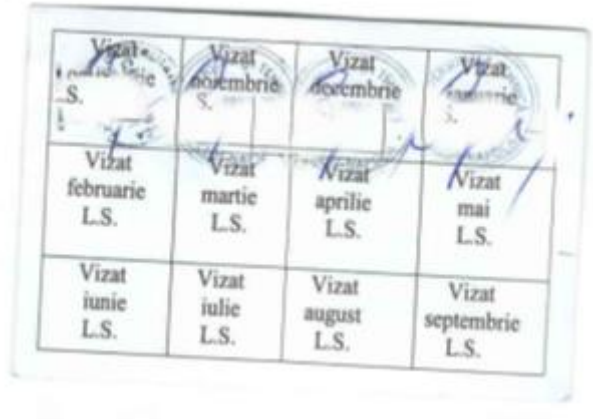 Vizat Vizat Vizat Vizat
noiembrie decembrie
S. S.
Vizat Vizat Vizat Vizat
februarie martie aprilie mai
L.S. L.S. L.S. L.S.
Vizat Vizat Vizat Vizat
iunie iulie august septembrie
L.S. L.S. L.S. L.S.